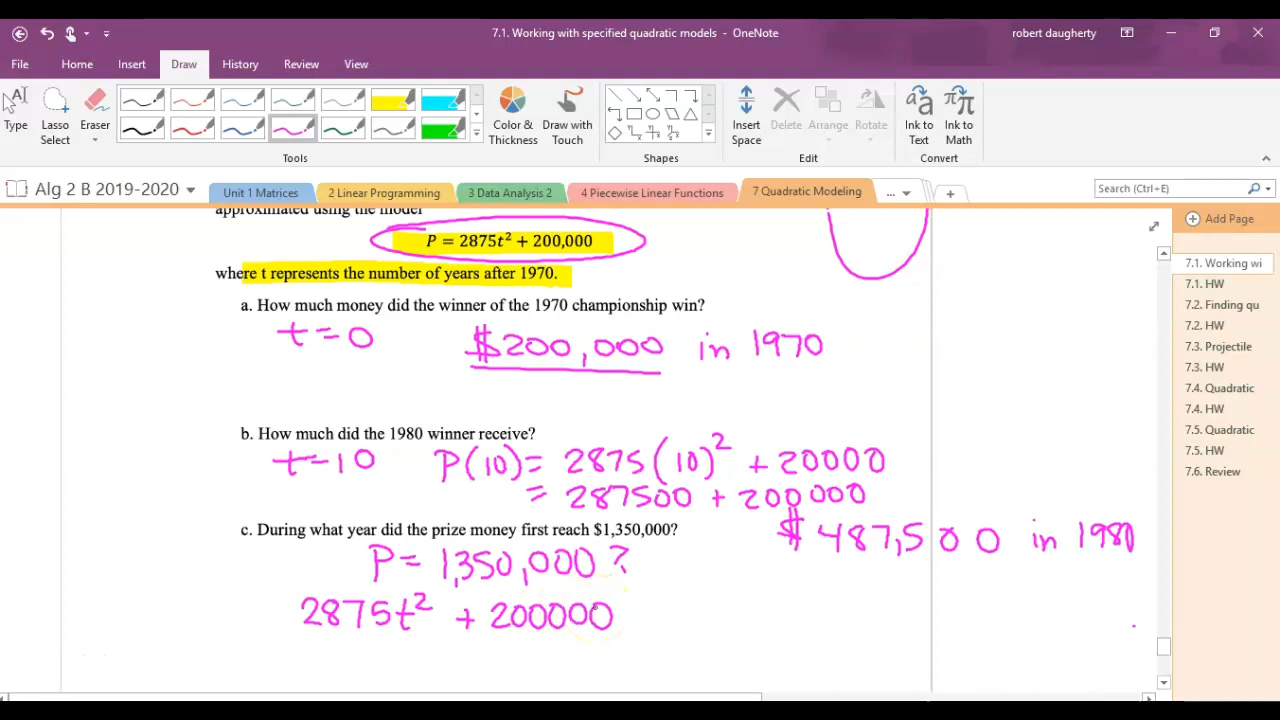 7.1. Working with specified quadratic models - OneNote
robert daugherty
File Home Insert Draw History Review View
Type
Lasso Select
Eraser
Color & Thickness
Draw with Touch
Insert Space
Delete
Arrange
Rotate
Ink to Text
Ink to Math
Tools
Shapes
Edit
Convert
Alg 2 B 2019-2020
Unit 1 Matrices
2 Linear Programming
3 Data Analysis 2
4 Piecewise Linear Functions
7 Quadratic Modeling
...
Search (Ctrl+E)
approximated using the model
P = 2875t² + 200,000
where t represents the number of years after 1970.
a. How much money did the winner of the 1970 championship win?
t=0 $200,000 in 1970
b. How much did the 1980 winner receive?
t=10 P(10) = 2875(10)² + 20000
= 287500 + 200000
c. During what year did the prize money first reach $1,350,000?
$487,500 in 1980
P = 1,350,000 ?
2875t² + 200000
Add Page
7.1. Working wi
7.1. HW
7.2. Finding qu
7.2. HW
7.3. Projectile
7.3. HW
7.4. Quadratic
7.4. HW
7.5. Quadratic
7.5. HW
7.6. Review